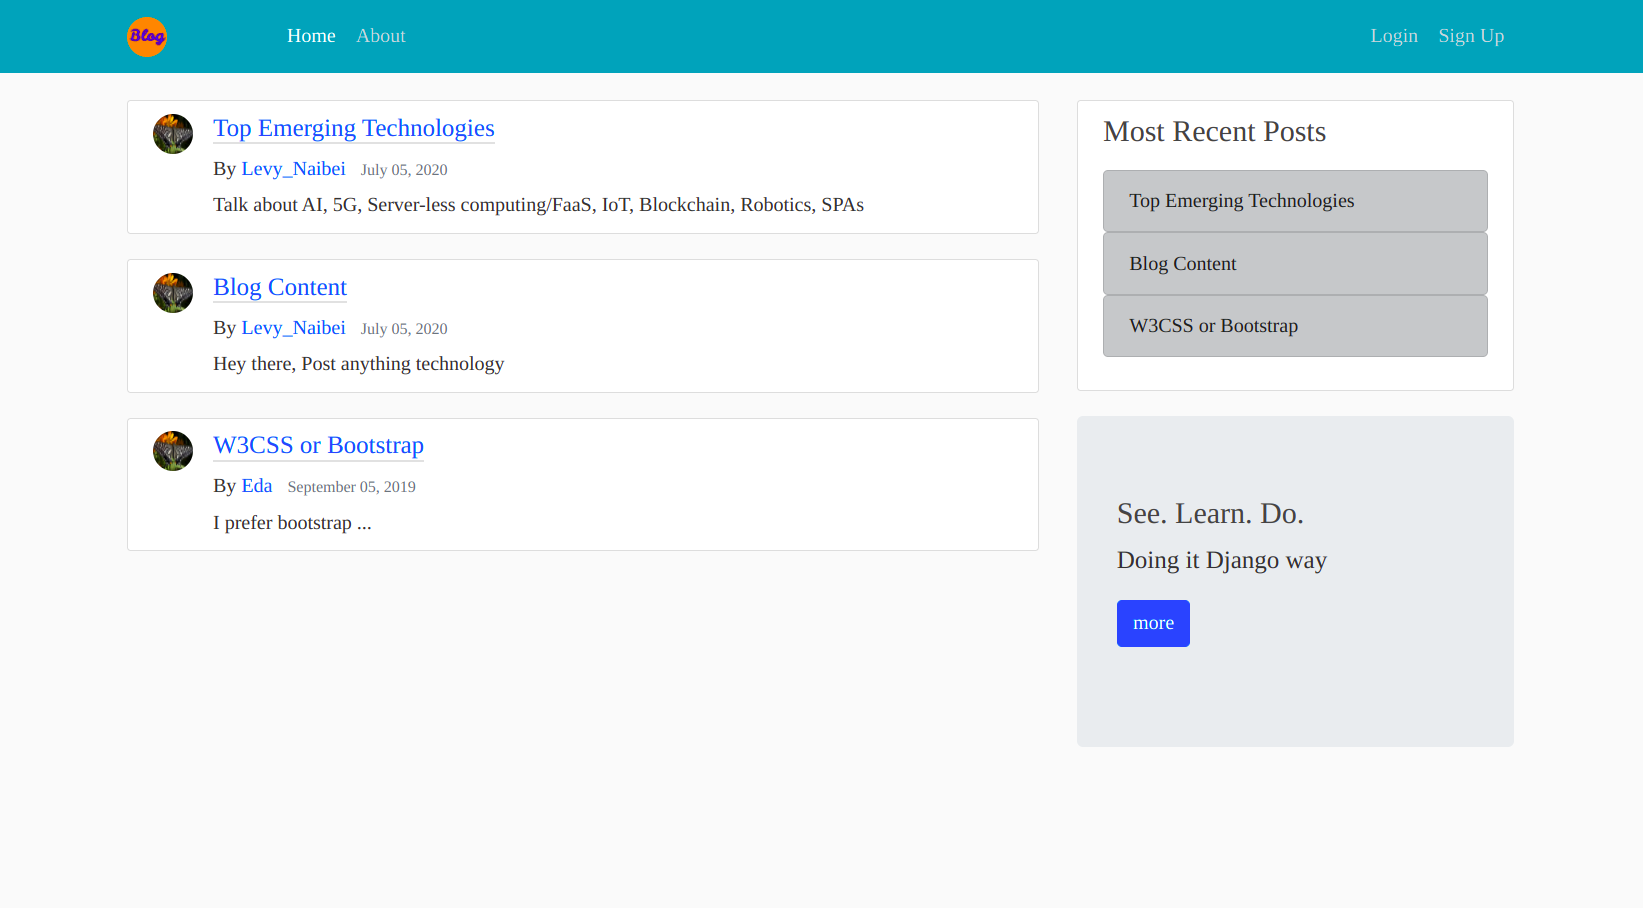 Blog
Home About
Login Sign Up
Top Emerging Technologies
By Levy_Naibei July 05, 2020
Talk about AI, 5G, Server-less computing/FaaS, IoT, Blockchain, Robotics, SPAs
Blog Content
By Levy_Naibei July 05, 2020
Hey there, Post anything technology
W3CSS or Bootstrap
By Eda September 05, 2019
I prefer bootstrap ...
Most Recent Posts
Top Emerging Technologies
Blog Content
W3CSS or Bootstrap
See. Learn. Do.
Doing it Django way
more